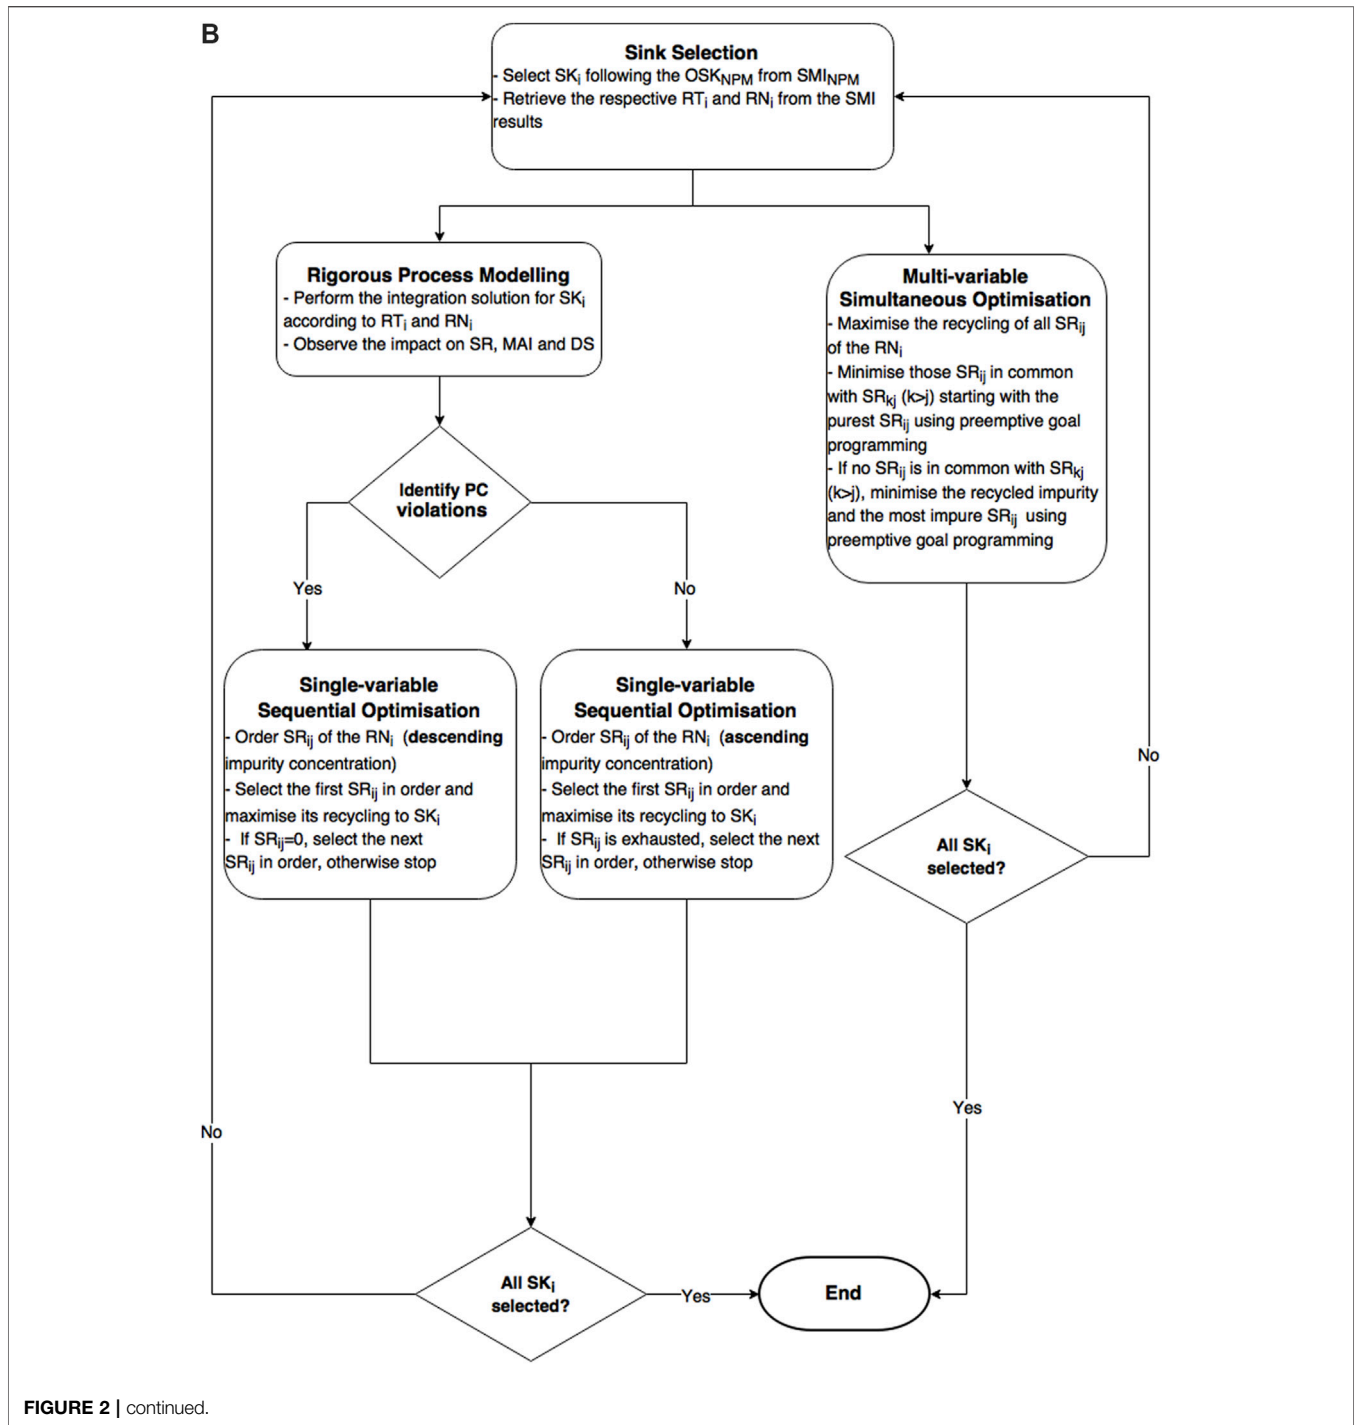 B
Sink Selection
- Select SKi following the OSKNPM from SMINPM
- Retrieve the respective RTi and RNi from the SMI
results
Rigorous Process Modelling
- Perform the integration solution for SKi
according to RTi and RNi
- Observe the impact on SR, MAI and DS
Multi-variable
Simultaneous Optimisation
- Maximise the recycling of all SRij
of the RNi
- Minimise those SRij in common
with SRkj (k>j) starting with the
purest SRij using preemptive goal
programming
- If no SRij is in common with SRkj
(k>j), minimise the recycled impurity
and the most impure SRij using
preemptive goal programming
Identify PC
violations
Yes
No
Single-variable
Sequential Optimisation
- Order SRij of the RNi (descending
impurity concentration)
- Select the first SRij in order and
maximise its recycling to SKi
- If SRij=0, select the next
SRij in order, otherwise stop
Single-variable
Sequential Optimisation
- Order SRij of the RNi (ascending
impurity concentration)
- Select the first SRij in order and
maximise its recycling to SKi
- If SRij is exhausted, select the next
SRij in order, otherwise stop
No
All SKi
selected?
Yes
No
All SKi
selected?
Yes
End
FIGURE 2 | continued.